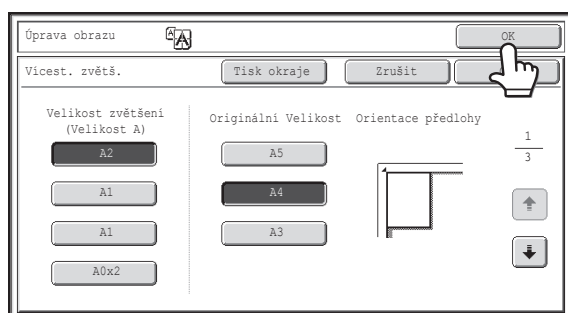 Úprava obrazu
OK
Vícest. zvětš.
Tisk okraje
Zrušit
Velikost zvětšení
(Velikost A)
A2
A1
A1
A0x2
Originální Velikost
A5
A4
A3
Orientace předlohy
1
3